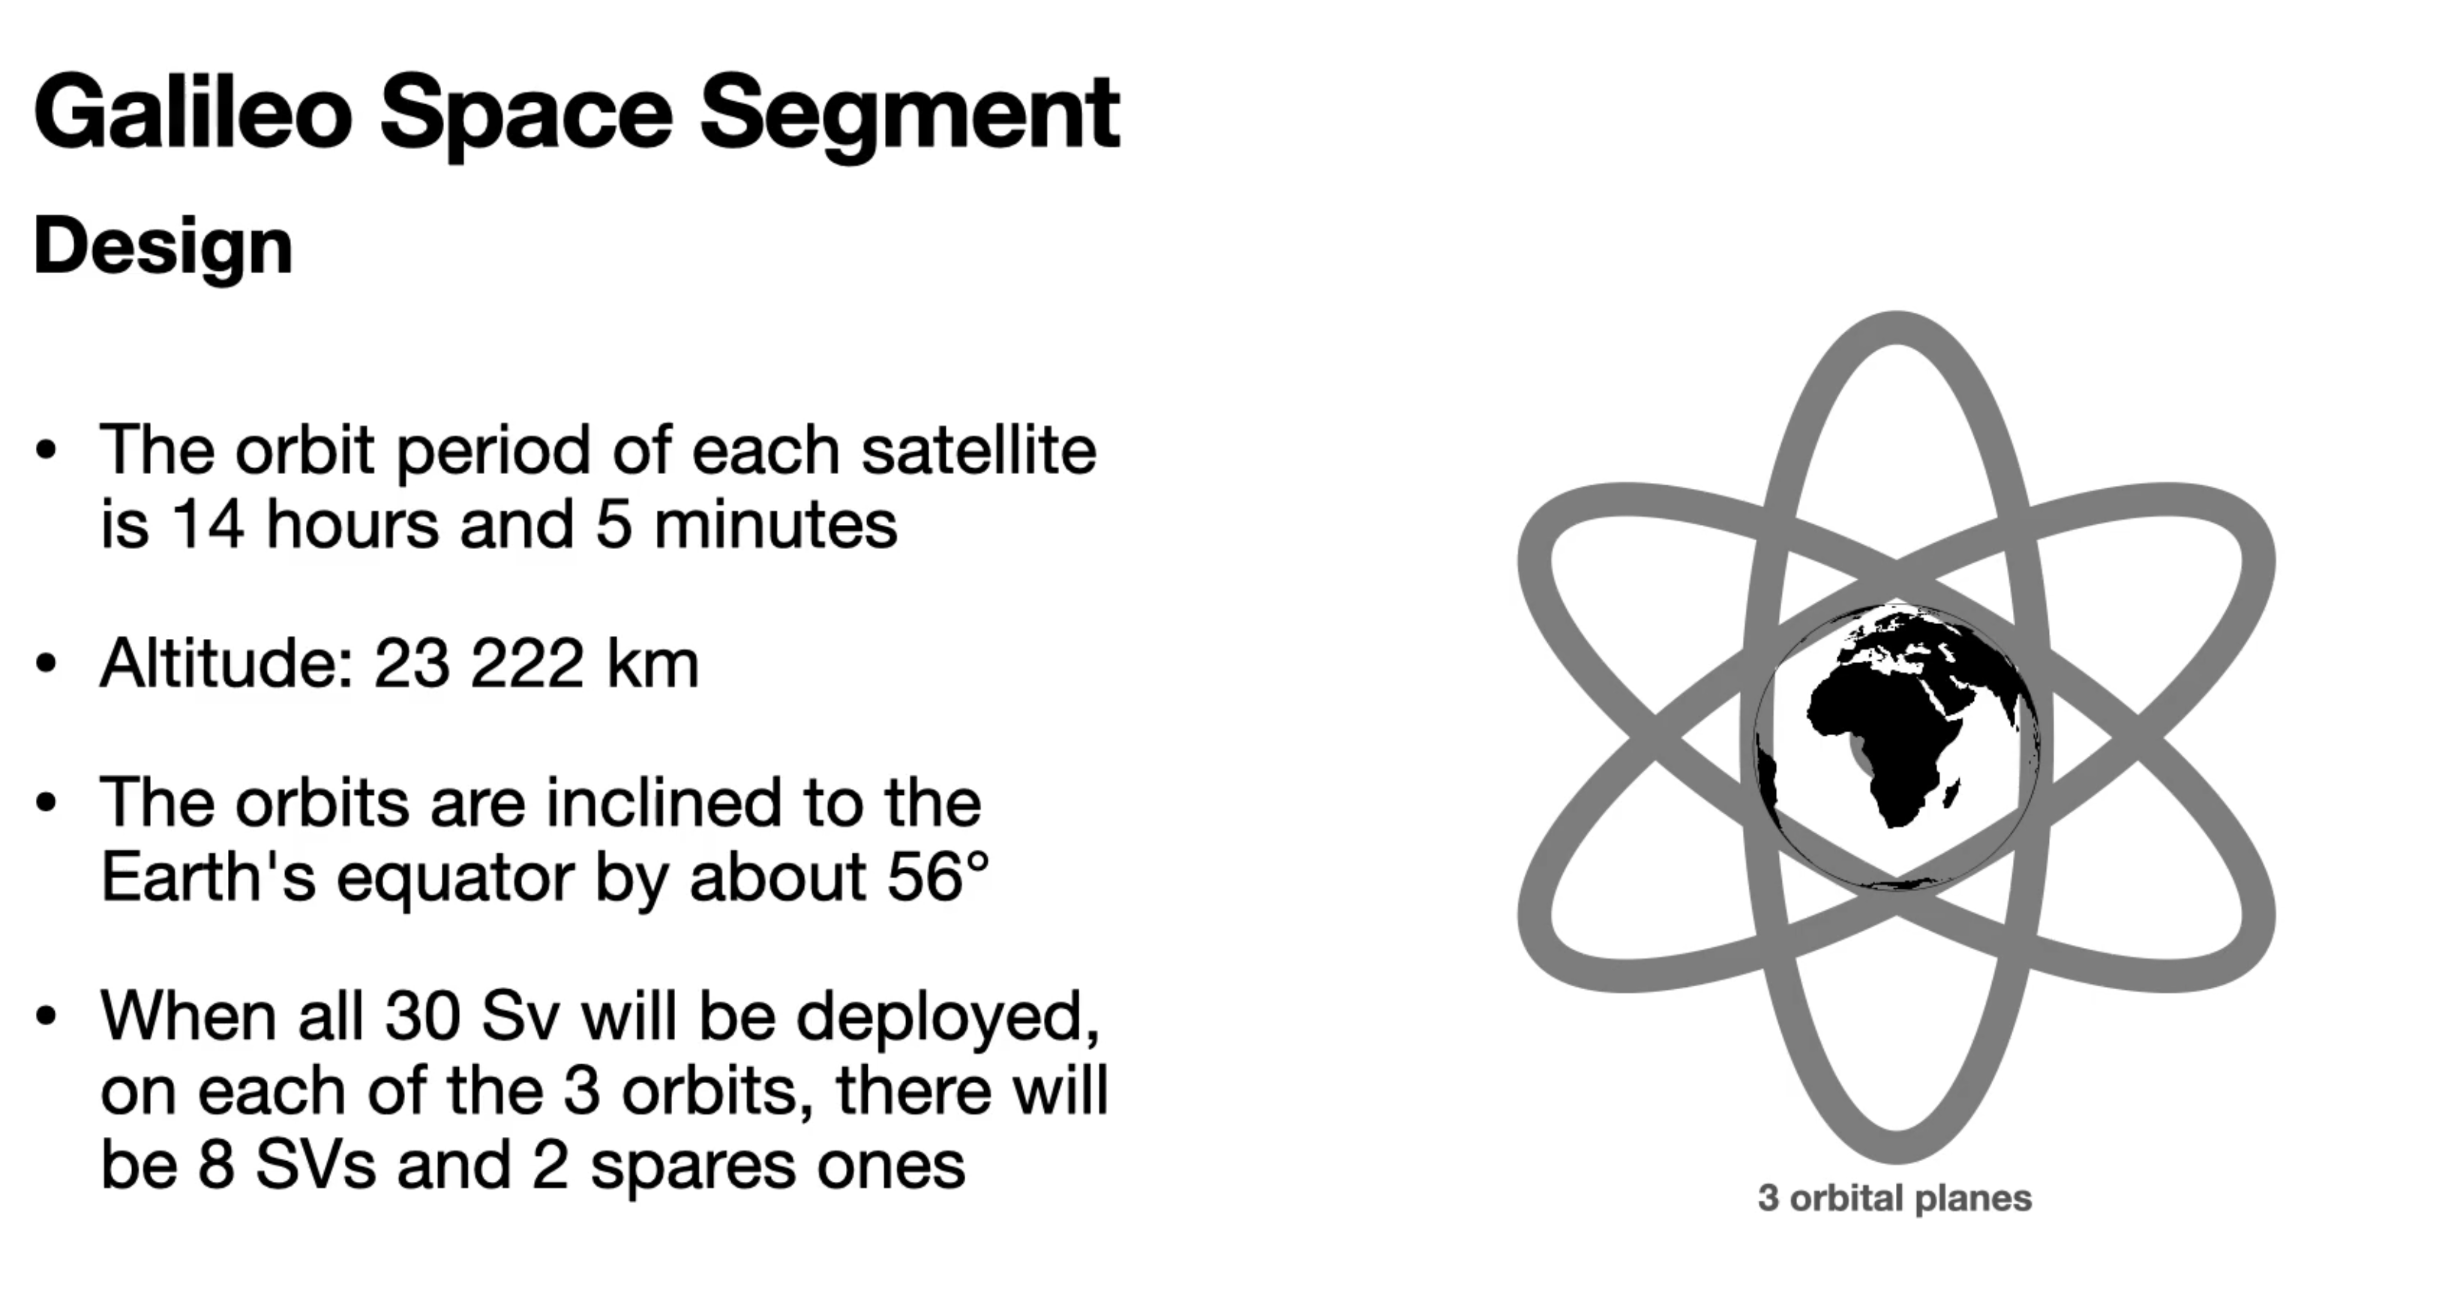 Galileo Space Segment
Design
• The orbit period of each satellite
is 14 hours and 5 minutes
• Altitude: 23 222 km
• The orbits are inclined to the
Earth's equator by about 56°
• When all 30 Sv will be deployed,
on each of the 3 orbits, there will
be 8 SVs and 2 spares ones
3 orbital planes